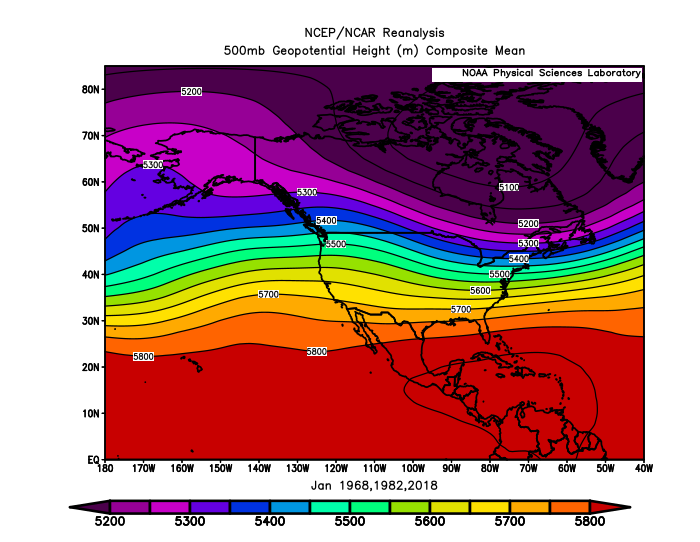 NCEP/NCAR Reanalysis
500mb Geopotential Height (m) Composite Mean
NOAA Physical Sciences Laboratory
80N
5200
70N
5300
60N
5300
5100
50N
5400
5200
5500
5300
40N
5400
5500
5700
5600
30N
5700
20N
5800
5800
10N
EQ
180 170W 160W 150W 140W 130W 120W 110W 100W 90W 80W 70W 60W 50W 40W
Jan 1968,1982,2018
5200 5300 5400 5500 5600 5700 5800